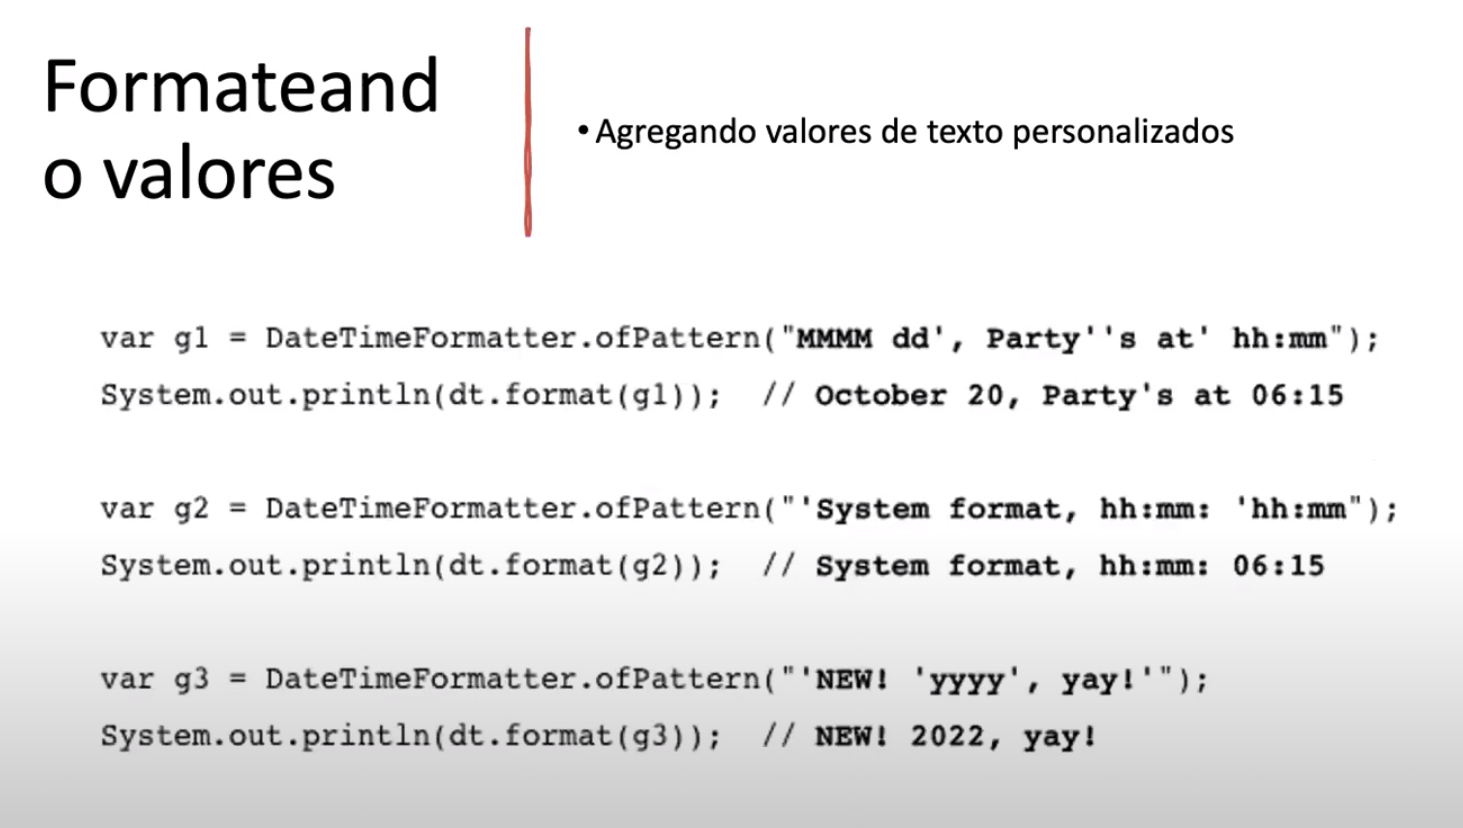 Formateand
o valores
• Agregando valores de texto personalizados
var g1 = DateTimeFormatter.ofPattern("MMMM dd', Party''s at' hh:mm");
System.out.println(dt.format(g1));  // October 20, Party's at 06:15
var g2 = DateTimeFormatter.ofPattern("'System format, hh:mm: 'hh:mm");
System.out.println(dt.format(g2));  // System format, hh:mm: 06:15
var g3 = DateTimeFormatter.ofPattern("'NEW! 'yyyy', yay!'");
System.out.println(dt.format(g3));  // NEW! 2022, yay!